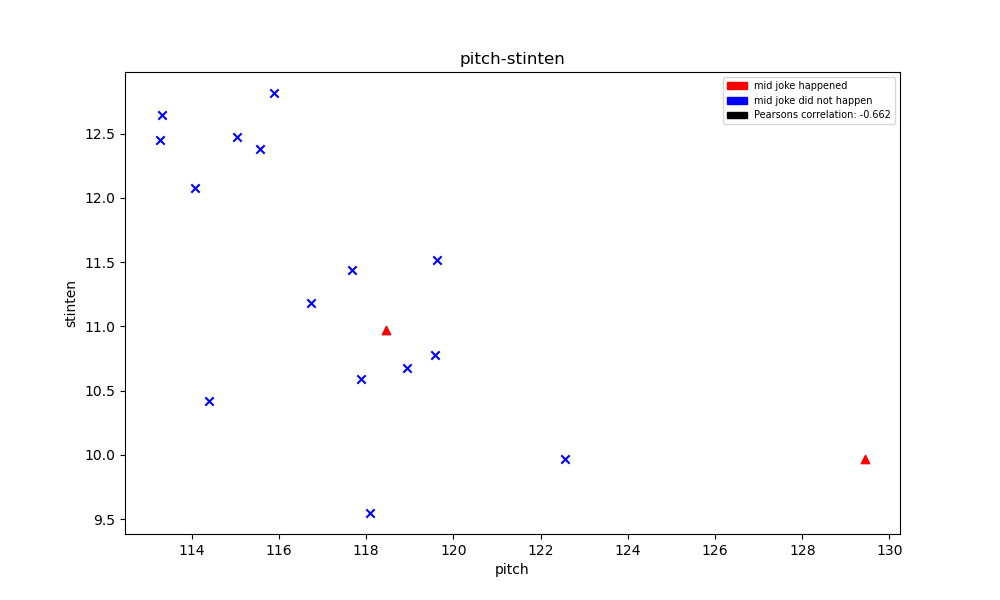 pitch-stinten
mid joke happened
mid joke did not happen
Pearsons correlation: -0.662
stinten
12.5
12.0
11.5
11.0
10.5
10.0
9.5
114 116 118 120 122 124 126 128 130
pitch